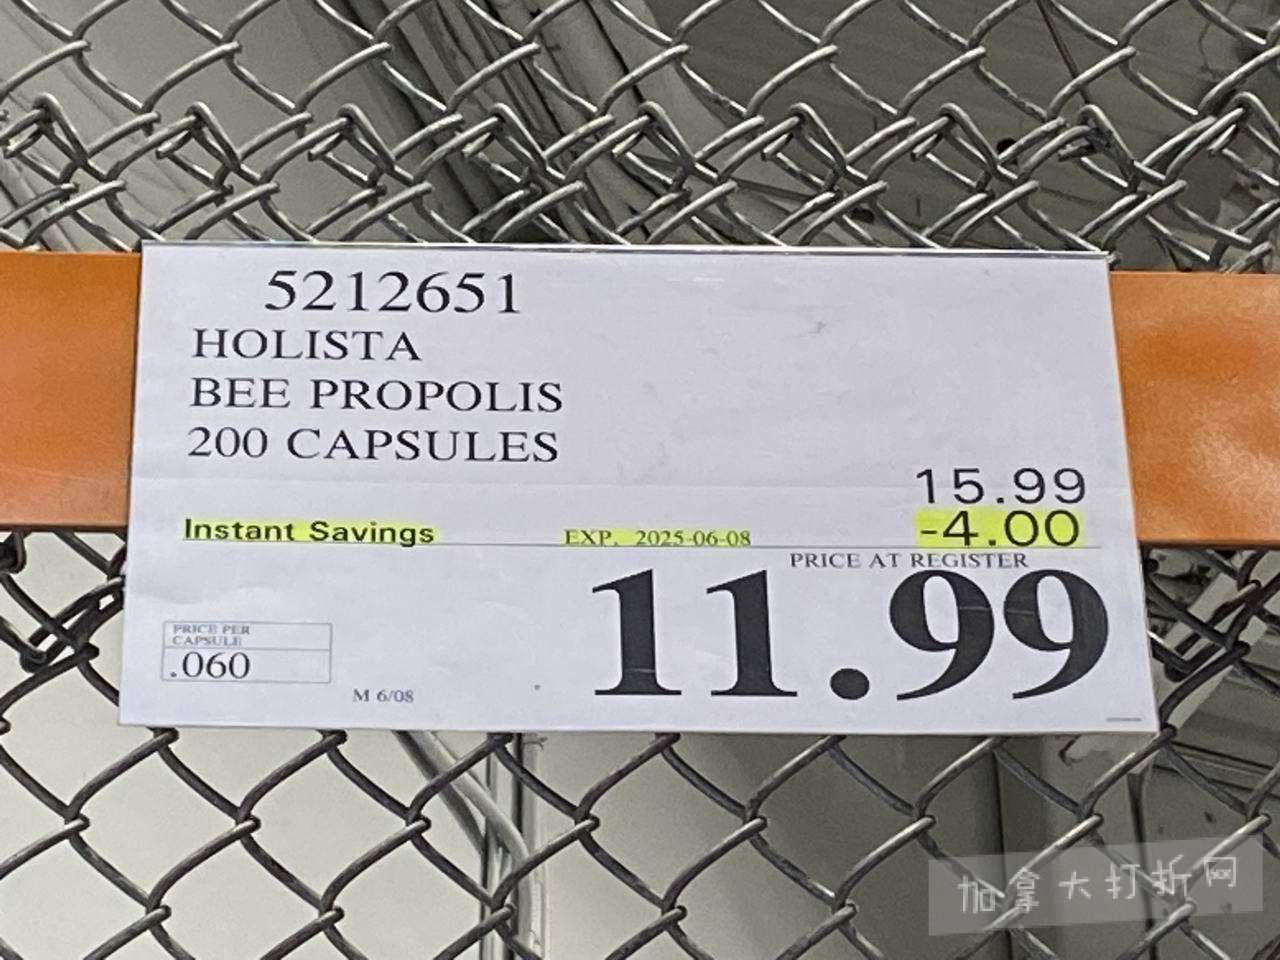 5212651
HOLISTA
BEE PROPOLIS
200 CAPSULES
15.99
Instant Savings EXP. 2025-06-08 -4.00
PRICE AT REGISTER
11.99
PRICE PER
CAPSULE
.060
M 6/08
加拿大打折网